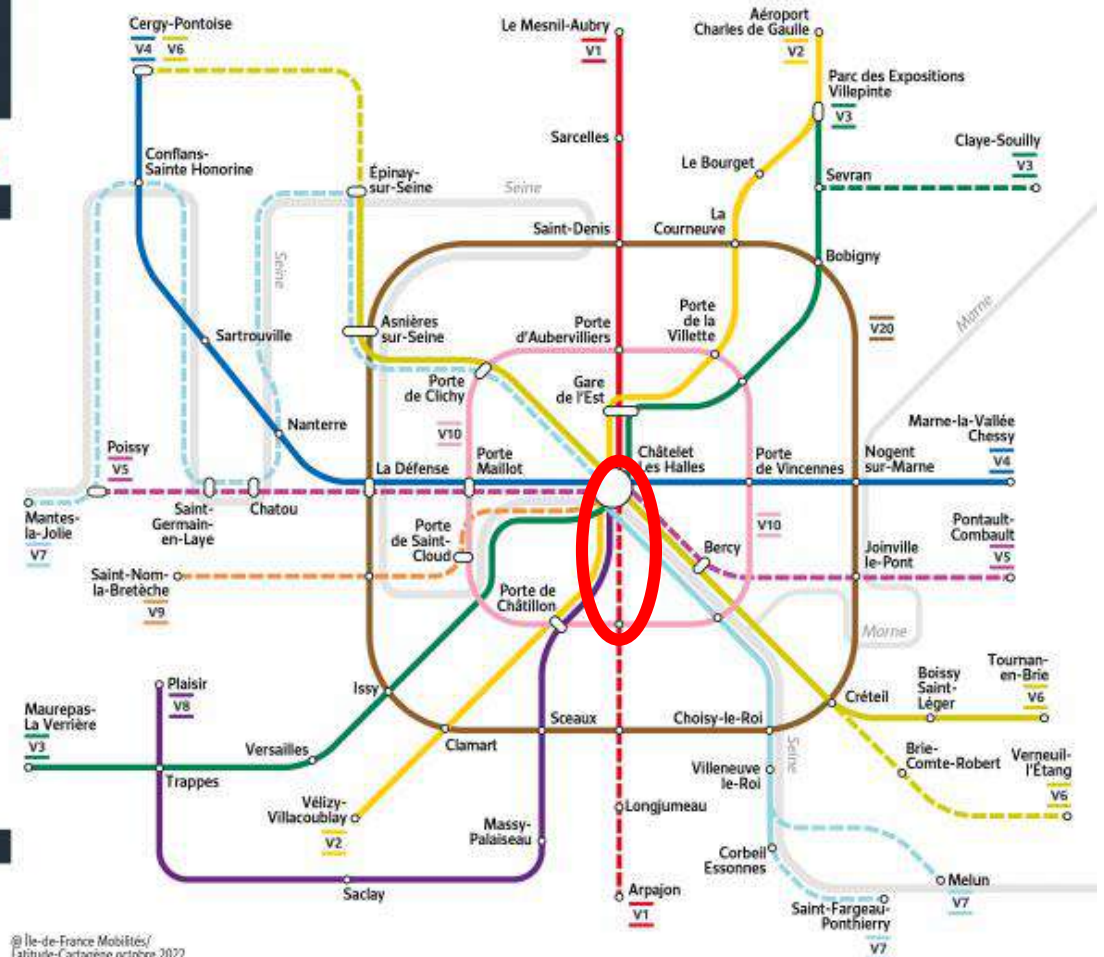 Cergy-Pontoise
V4 V6
Le Mesnil-Aubry
V1
Aéroport
Charles de Gaulle
V2
Parc des Expositions
Villepinte
V3
Claye-Souilly
V3
Sarcelles
Conflans-
Sainte Honorine
Épinay-
sur-Seine
Seine
Le Bourget
Sevran
Saint-Denis
La
Courneuve
Bobigny
Seine
Marne
Sartrouville
Asnières
sur-Seine
Porte
d'Aubervilliers
Porte
de la
Villette
V20
Porte
de Clichy
Gare
de l'Est
Nanterre
V10
Poissy
V5
La Défense
Porte
Maillot
Châtelet
Les Halles
Porte
de Vincennes
Nogent
sur-Marne
Marne-la-Vallée
Chessy
V4
Mantes-
la-Jolie
V7
Saint-
Germain-
en-Laye
Chatou
Porte
de Saint-
Cloud
V10
Bercy
Joinville
le-Pont
Pontault-
Combault
V5
Saint-Nom-
la-Bretèche
V9
Porte de
Châtillon
Marne
Plaisir
V8
Issy
Créteil
Boissy
Saint-
Léger
Tournan-
en-Brie
V6
Maurepas-
La Verrière
V3
Versailles
Clamart
Sceaux
Choisy-le-Roi
Seine
Trappes
Villeneuve
le-Roi
Brie-
Comte-Robert
Verneuil-
l'Étang
V6
Vélizy-
Villacoublay
V2
Massy-
Palaiseau
Longjumeau
Corbeil
Essonnes
Saclay
Arpajon
V1
Melun
V7
Saint-Fargeau-
Ponthierry
V7
@ Île-de-France Mobilités/
Latitude-Cartagène octobre 2022